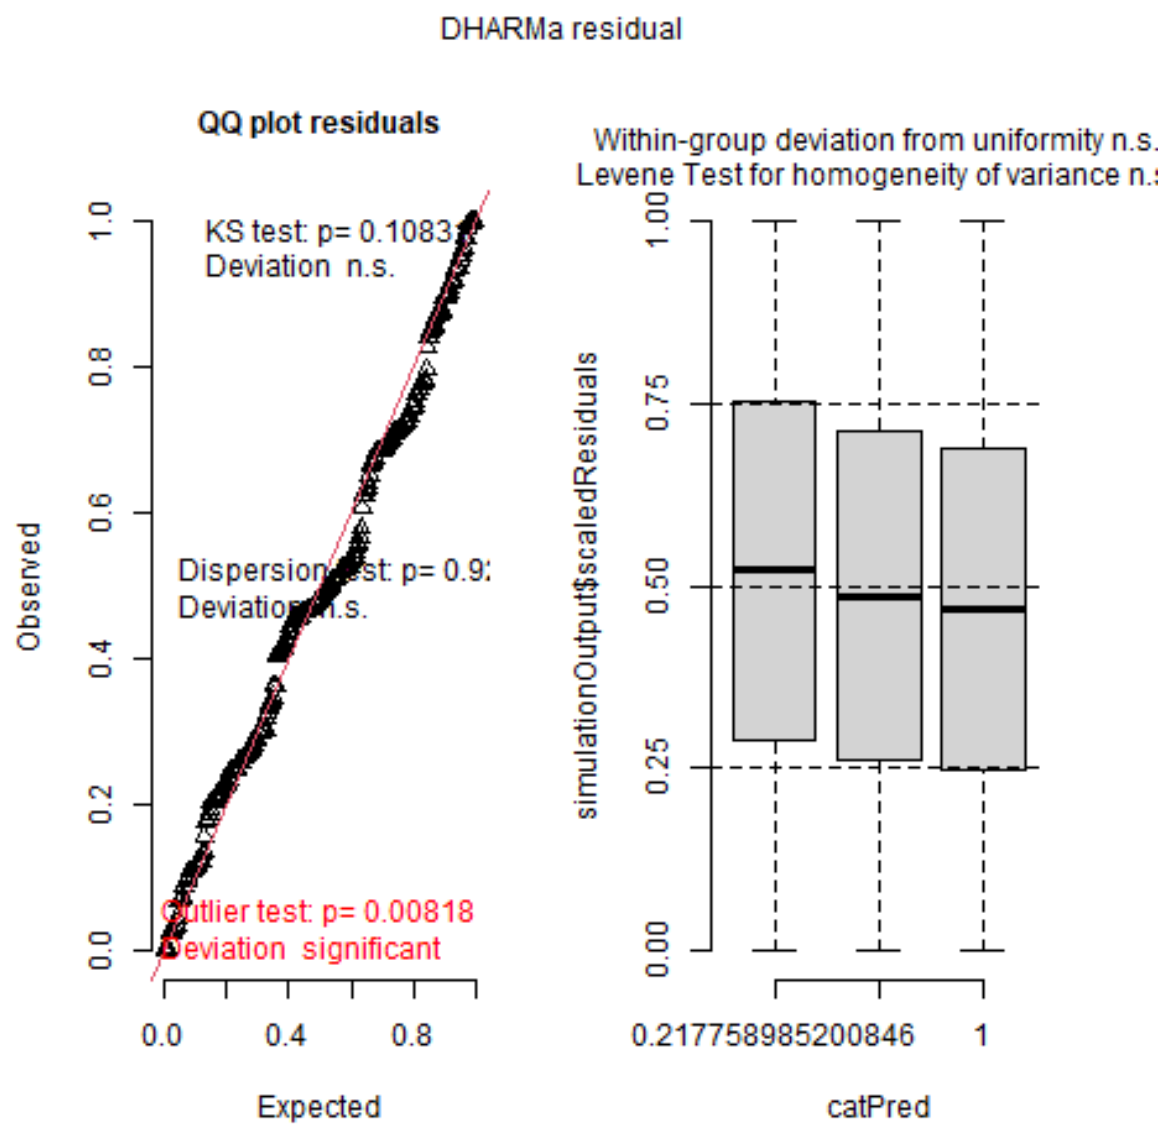 DHARMa residual
QQ plot residuals
KS test: p= 0.1083
Deviation n.s.
Dispersion test: p= 0.92
Deviation n.s.
Outlier test: p= 0.00818
Deviation significant
Observed
0.0 0.2 0.4 0.6 0.8 1.0
0.0 0.4 0.8
Expected
Within-group deviation from uniformity n.s.
Levene Test for homogeneity of variance n.s
simulationOutput$scaledResiduals
0.00 0.25 0.50 0.75 1.00
0.217758985200846 1
catPred